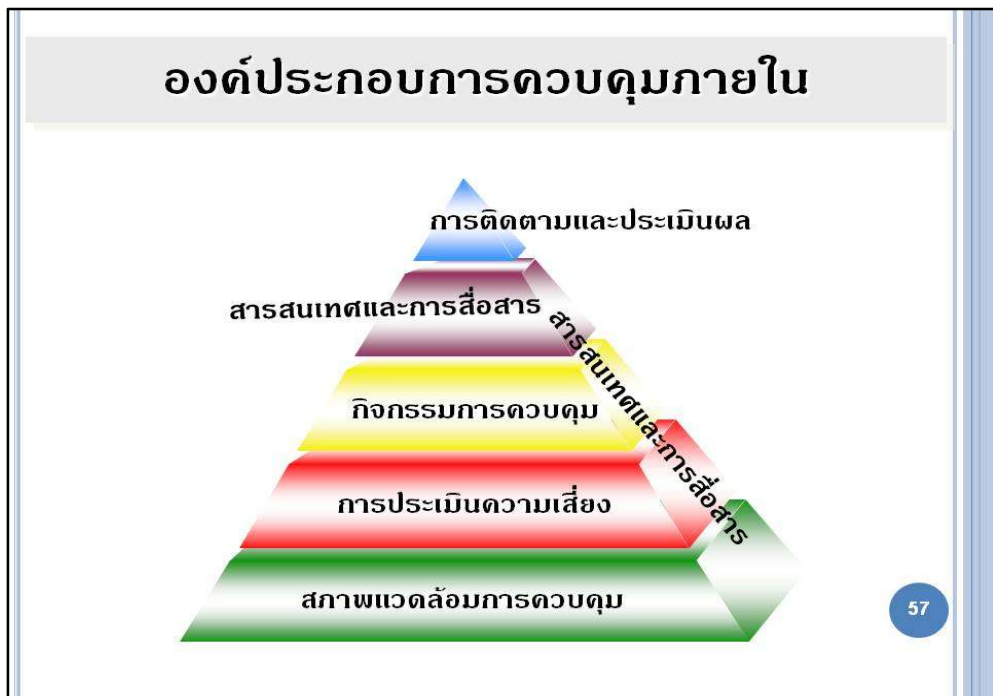 องค์ประกอบการควบคุมภายใน
การติดตามและประเมินผล
สารสนเทศและการสื่อสาร
สารสนเทศและการสื่อสาร
กิจกรรมการควบคุม
การประเมินความเสี่ยง
สภาพแวดล้อมการควบคุม
57